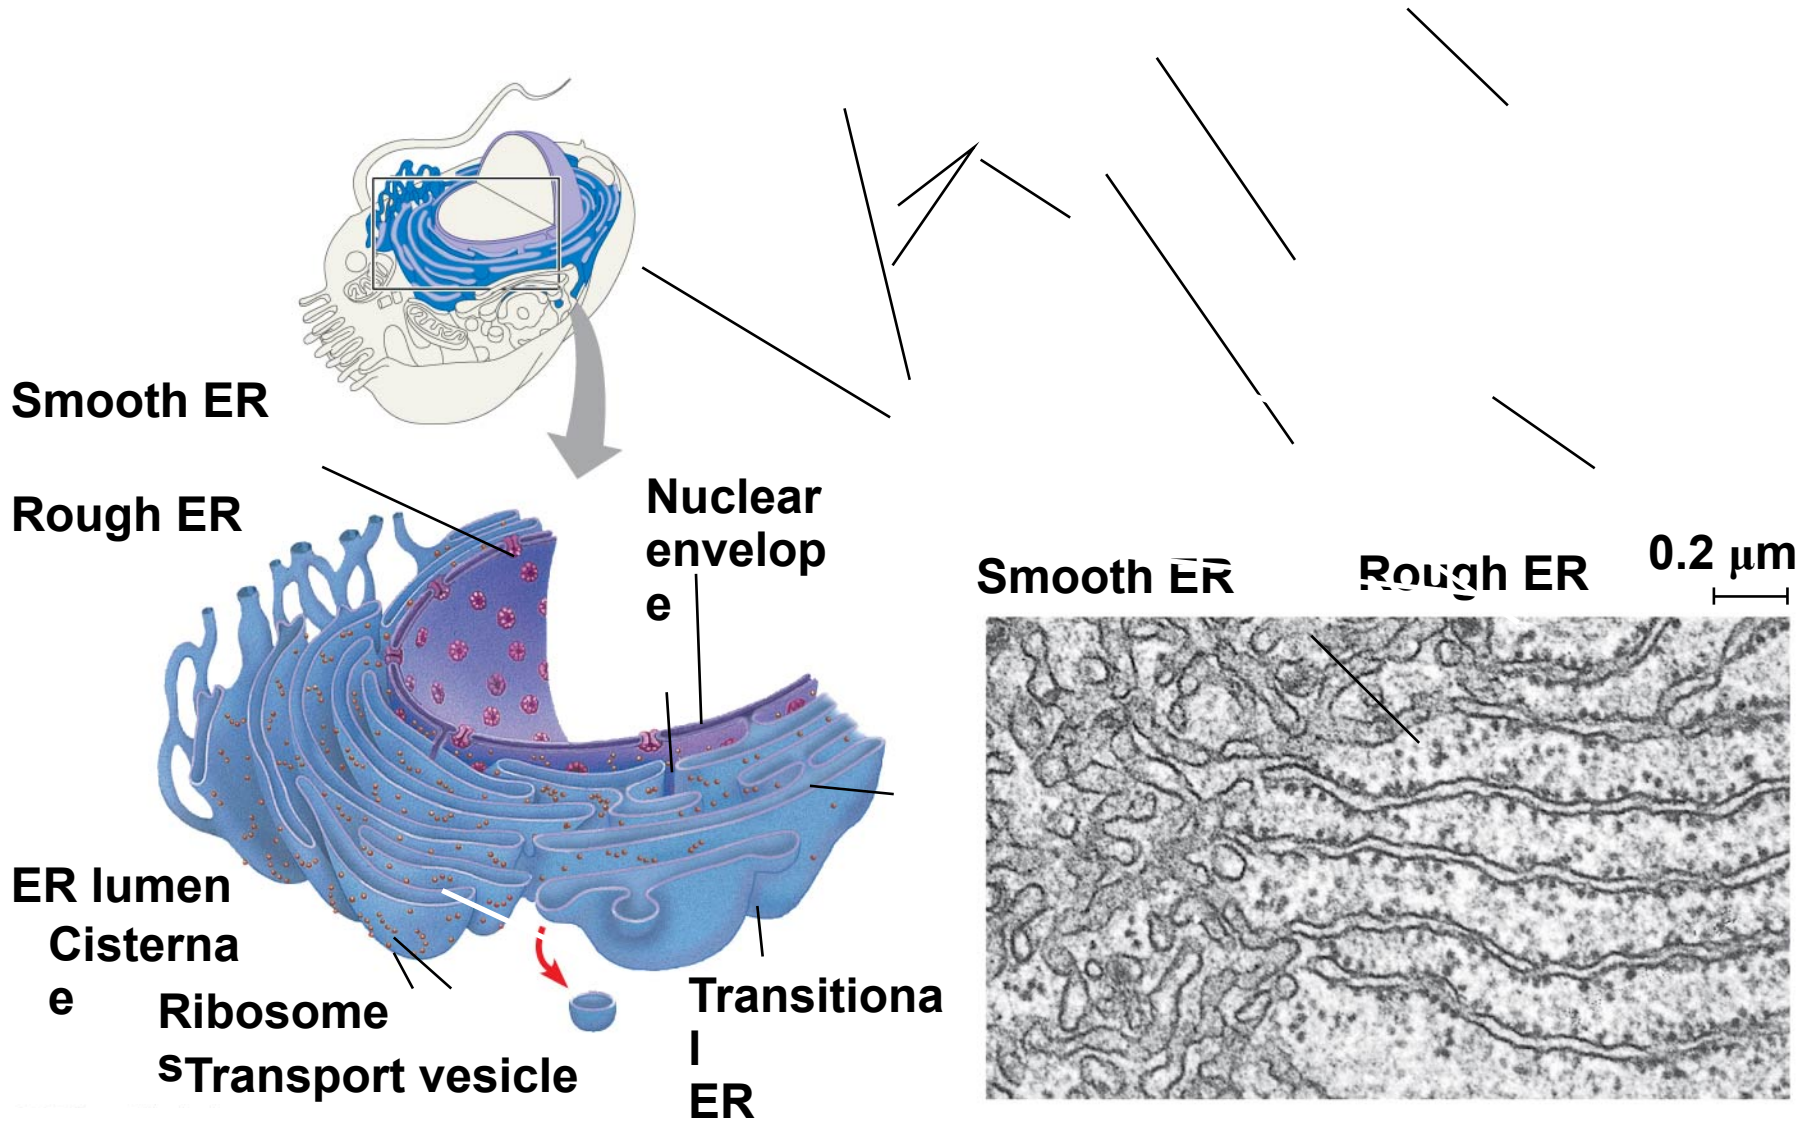 Smooth ER
Rough ER
Nuclear
envelop
e
Smooth ER
Rough ER
0.2 μm
ER lumen
Cisterna
e
Ribosome
s
Transport vesicle
Transitiona
l
ER